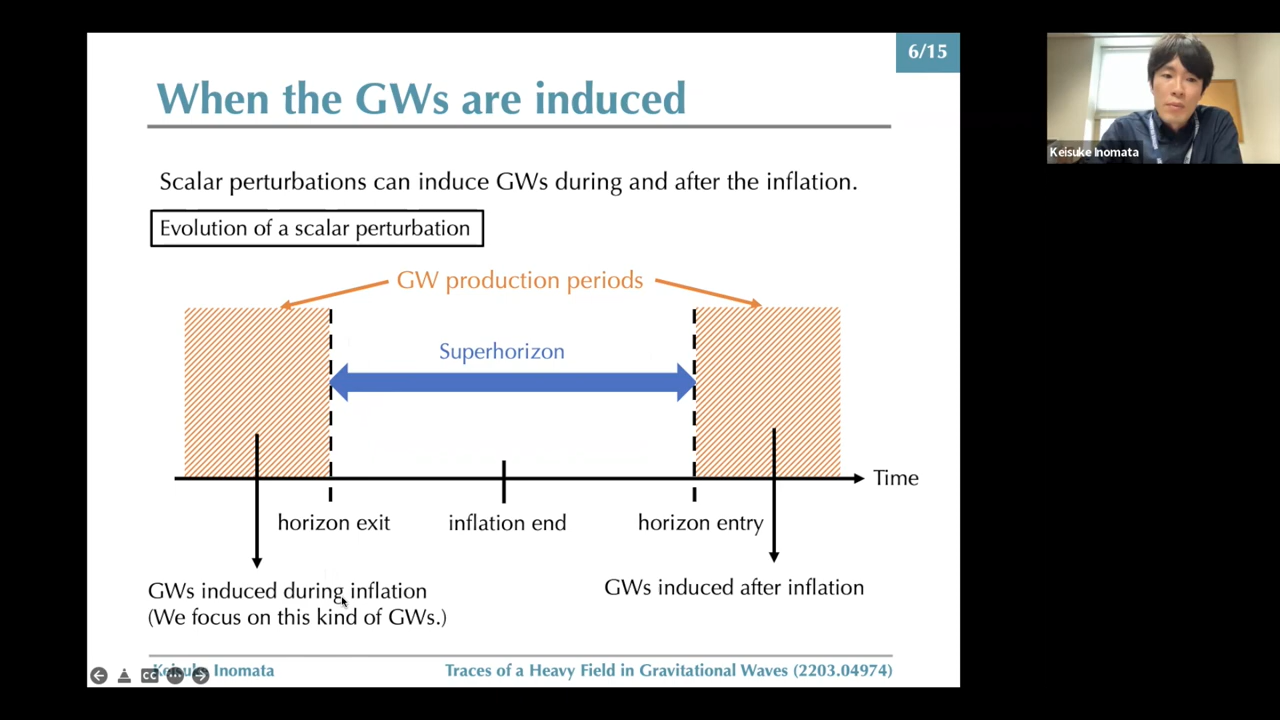 6/15
When the GWs are induced
Scalar perturbations can induce GWs during and after the inflation.
Evolution of a scalar perturbation
GW production periods
Superhorizon
Time
horizon exit
inflation end
horizon entry
GWs induced during inflation
(We focus on this kind of GWs.)
GWs induced after inflation
Keisuke Inomata
Traces of a Heavy Field in Gravitational Waves (2203.04974)
CC
Keisuke Inomata